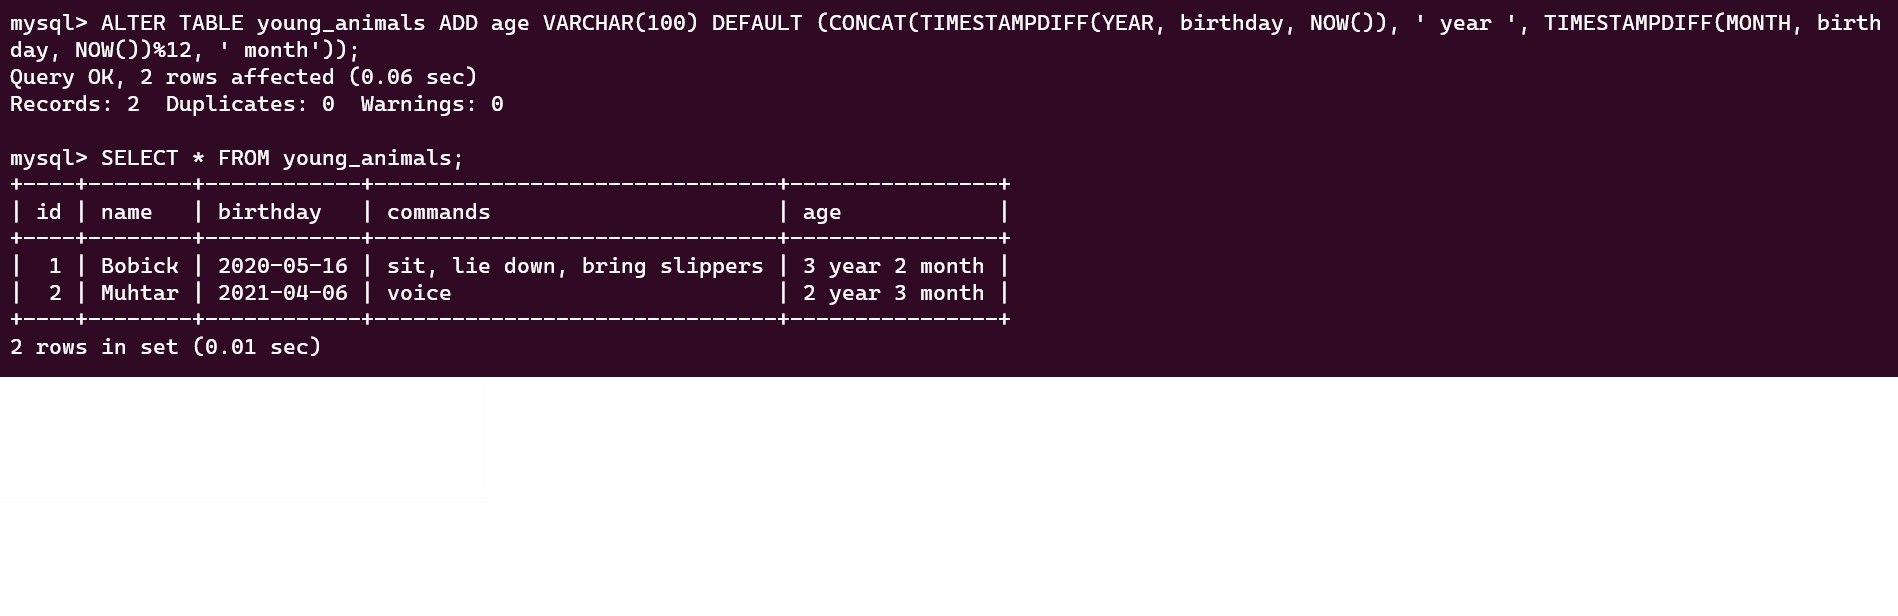 mysql> ALTER TABLE young_animals ADD age VARCHAR(100) DEFAULT (CONCAT(TIMESTAMPDIFF(YEAR, birthday, NOW()), ' year ', TIMESTAMPDIFF(MONTH, birth
day, NOW())%12, ' month'));
Query OK, 2 rows affected (0.06 sec)
Records: 2  Duplicates: 0  Warnings: 0

mysql> SELECT * FROM young_animals;
+----+--------+------------+-------------------------------+----------------+
| id | name   | birthday   | commands                      | age            |
+----+--------+------------+-------------------------------+----------------+
|  1 | Bobick | 2020-05-16 | sit, lie down, bring slippers | 3 year 2 month |
|  2 | Muhtar | 2021-04-06 | voice                         | 2 year 3 month |
+----+--------+------------+-------------------------------+----------------+
2 rows in set (0.01 sec)